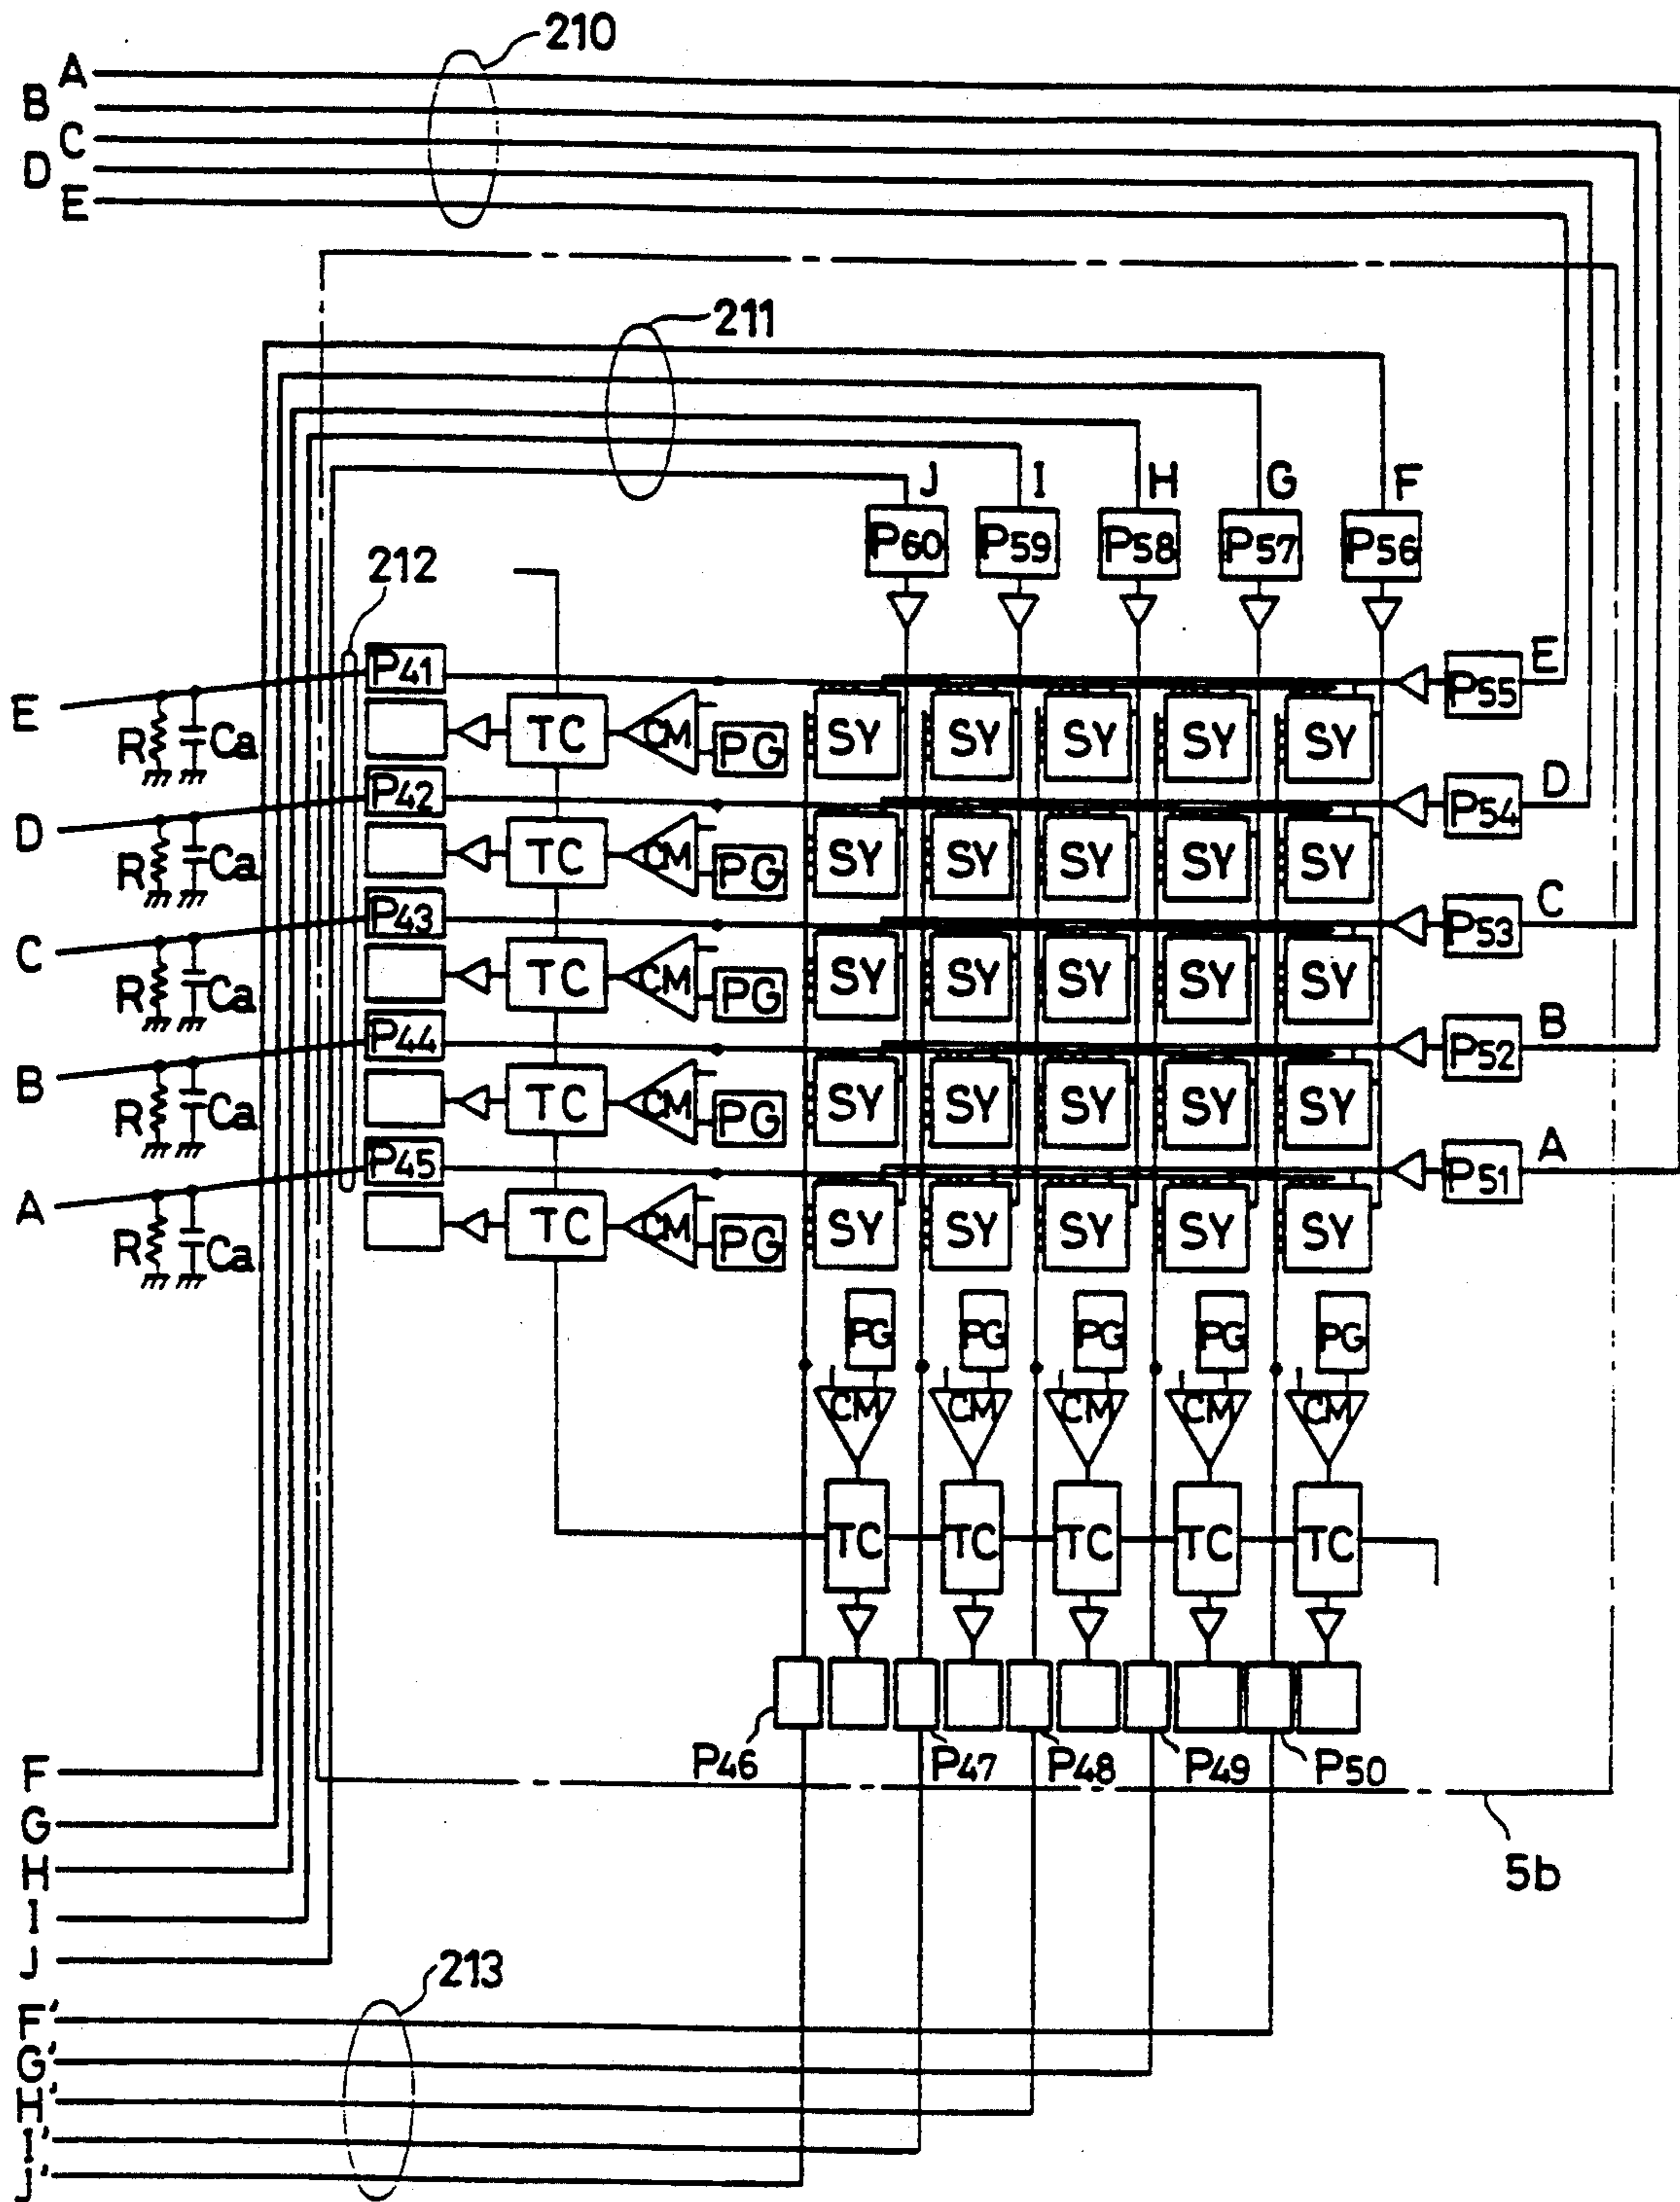 210
A
B
C
D
E
211
J I H G F
P60 P59 P58 P57 P56
212
P41 E
P55
E
TC CM PG SY SY SY SY SY
R Ca
P42 D
P54
D
TC CM PG SY SY SY SY SY
R Ca
P43 C
P53
C
TC CM PG SY SY SY SY SY
R Ca
P44 B
P52
B
TC CM PG SY SY SY SY SY
R Ca
P45 A
P51
A
TC CM PG SY SY SY SY SY
R Ca
PG PG PG PG PG
CM CM CM CM CM
TC TC TC TC TC
P46 P47 P48 P49 P50
F
G
H
I
J
5b
213
F'
G'
H'
I'
J'